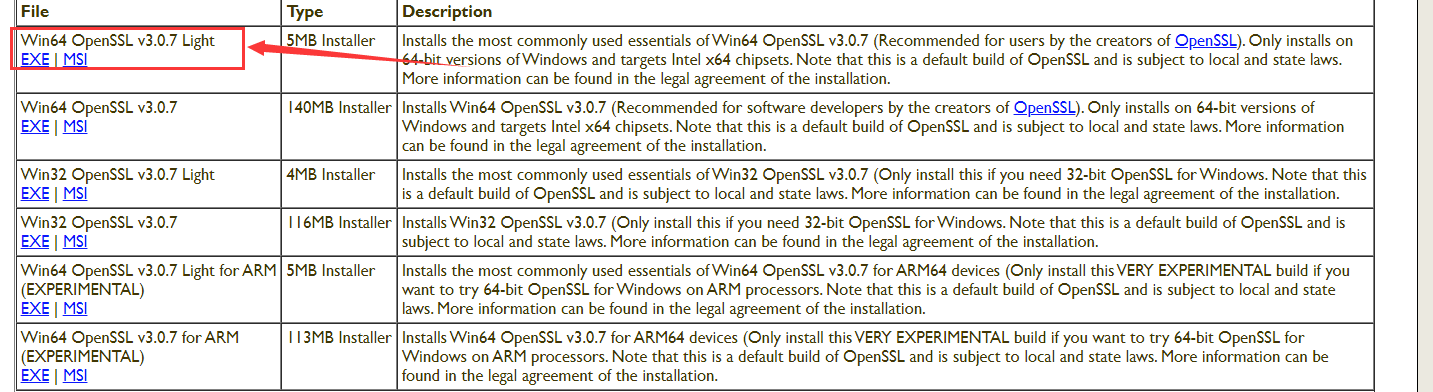 File Type Description
Win64 OpenSSL v3.0.7 Light 5MB Installer Installs the most commonly used essentials of Win64 OpenSSL v3.0.7 (Recommended for users by the creators of OpenSSL). Only installs on
EXE | MSI 64-bit versions of Windows and targets Intel x64 chipsets. Note that this is a default build of OpenSSL and is subject to local and state laws.
More information can be found in the legal agreement of the installation.
Win64 OpenSSL v3.0.7 140MB Installer Installs Win64 OpenSSL v3.0.7 (Recommended for software developers by the creators of OpenSSL). Only installs on 64-bit versions of
EXE | MSI Windows and targets Intel x64 chipsets. Note that this is a default build of OpenSSL and is subject to local and state laws. More information
can be found in the legal agreement of the installation.
Win32 OpenSSL v3.0.7 Light 4MB Installer Installs the most commonly used essentials of Win32 OpenSSL v3.0.7 (Only install this if you need 32-bit OpenSSL for Windows. Note that this
EXE | MSI is a default build of OpenSSL and is subject to local and state laws. More information can be found in the legal agreement of the installation.
Win32 OpenSSL v3.0.7 116MB Installer Installs Win32 OpenSSL v3.0.7 (Only install this if you need 32-bit OpenSSL for Windows. Note that this is a default build of OpenSSL and is
EXE | MSI subject to local and state laws. More information can be found in the legal agreement of the installation.
Win64 OpenSSL v3.0.7 Light for ARM 5MB Installer Installs the most commonly used essentials of Win64 OpenSSL v3.0.7 for ARM64 devices (Only install this VERY EXPERIMENTAL build if you
(EXPERIMENTAL) want to try 64-bit OpenSSL for Windows on ARM processors. Note that this is a default build of OpenSSL and is subject to local and state
EXE | MSI laws. More information can be found in the legal agreement of the installation.
Win64 OpenSSL v3.0.7 for ARM 113MB Installer Installs Win64 OpenSSL v3.0.7 for ARM64 devices (Only install this VERY EXPERIMENTAL build if you want to try 64-bit OpenSSL for
(EXPERIMENTAL) Windows on ARM processors. Note that this is a default build of OpenSSL and is subject to local and state laws. More information can be
EXE | MSI found in the legal agreement of the installation.